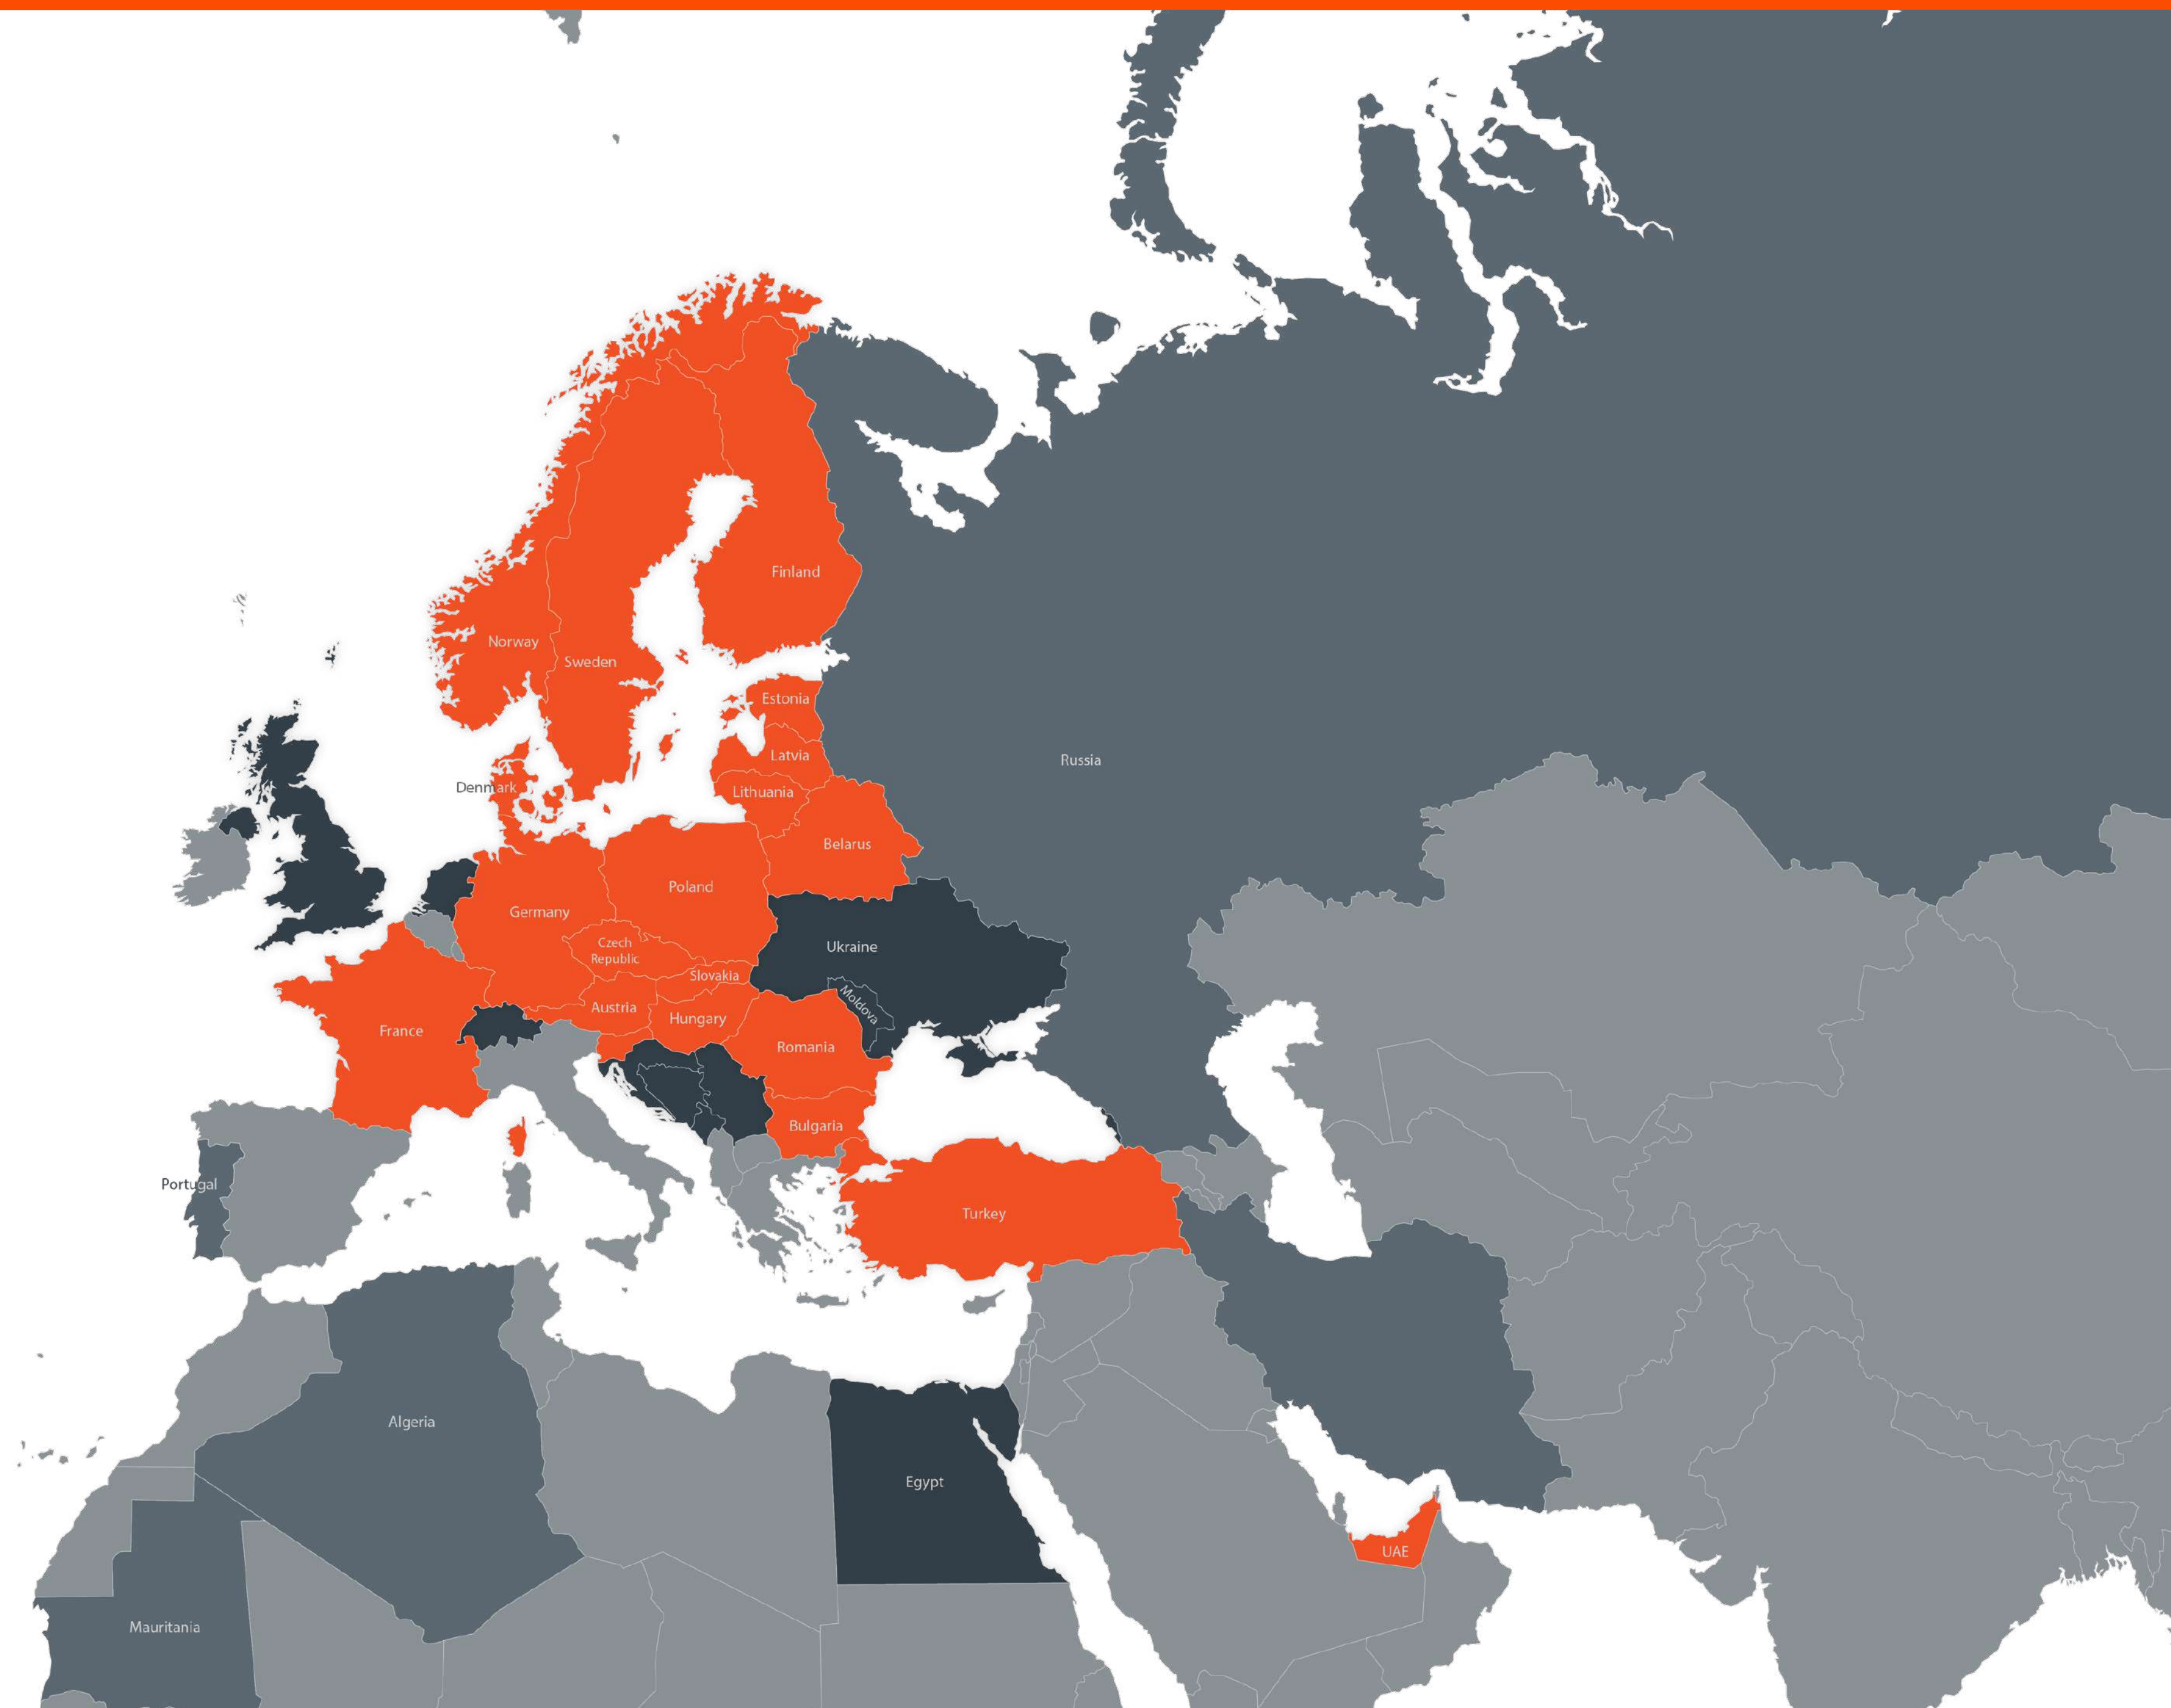 Finland
Norway
Sweden
Estonia
Latvia
Russia
Denmark
Lithuania
Belarus
Poland
Germany
Czech
Republic
Ukraine
Slovakia
Moldova
Austria
Hungary
France
Romania
Bulgaria
Portugal
Turkey
Algeria
Egypt
UAE
Mauritania